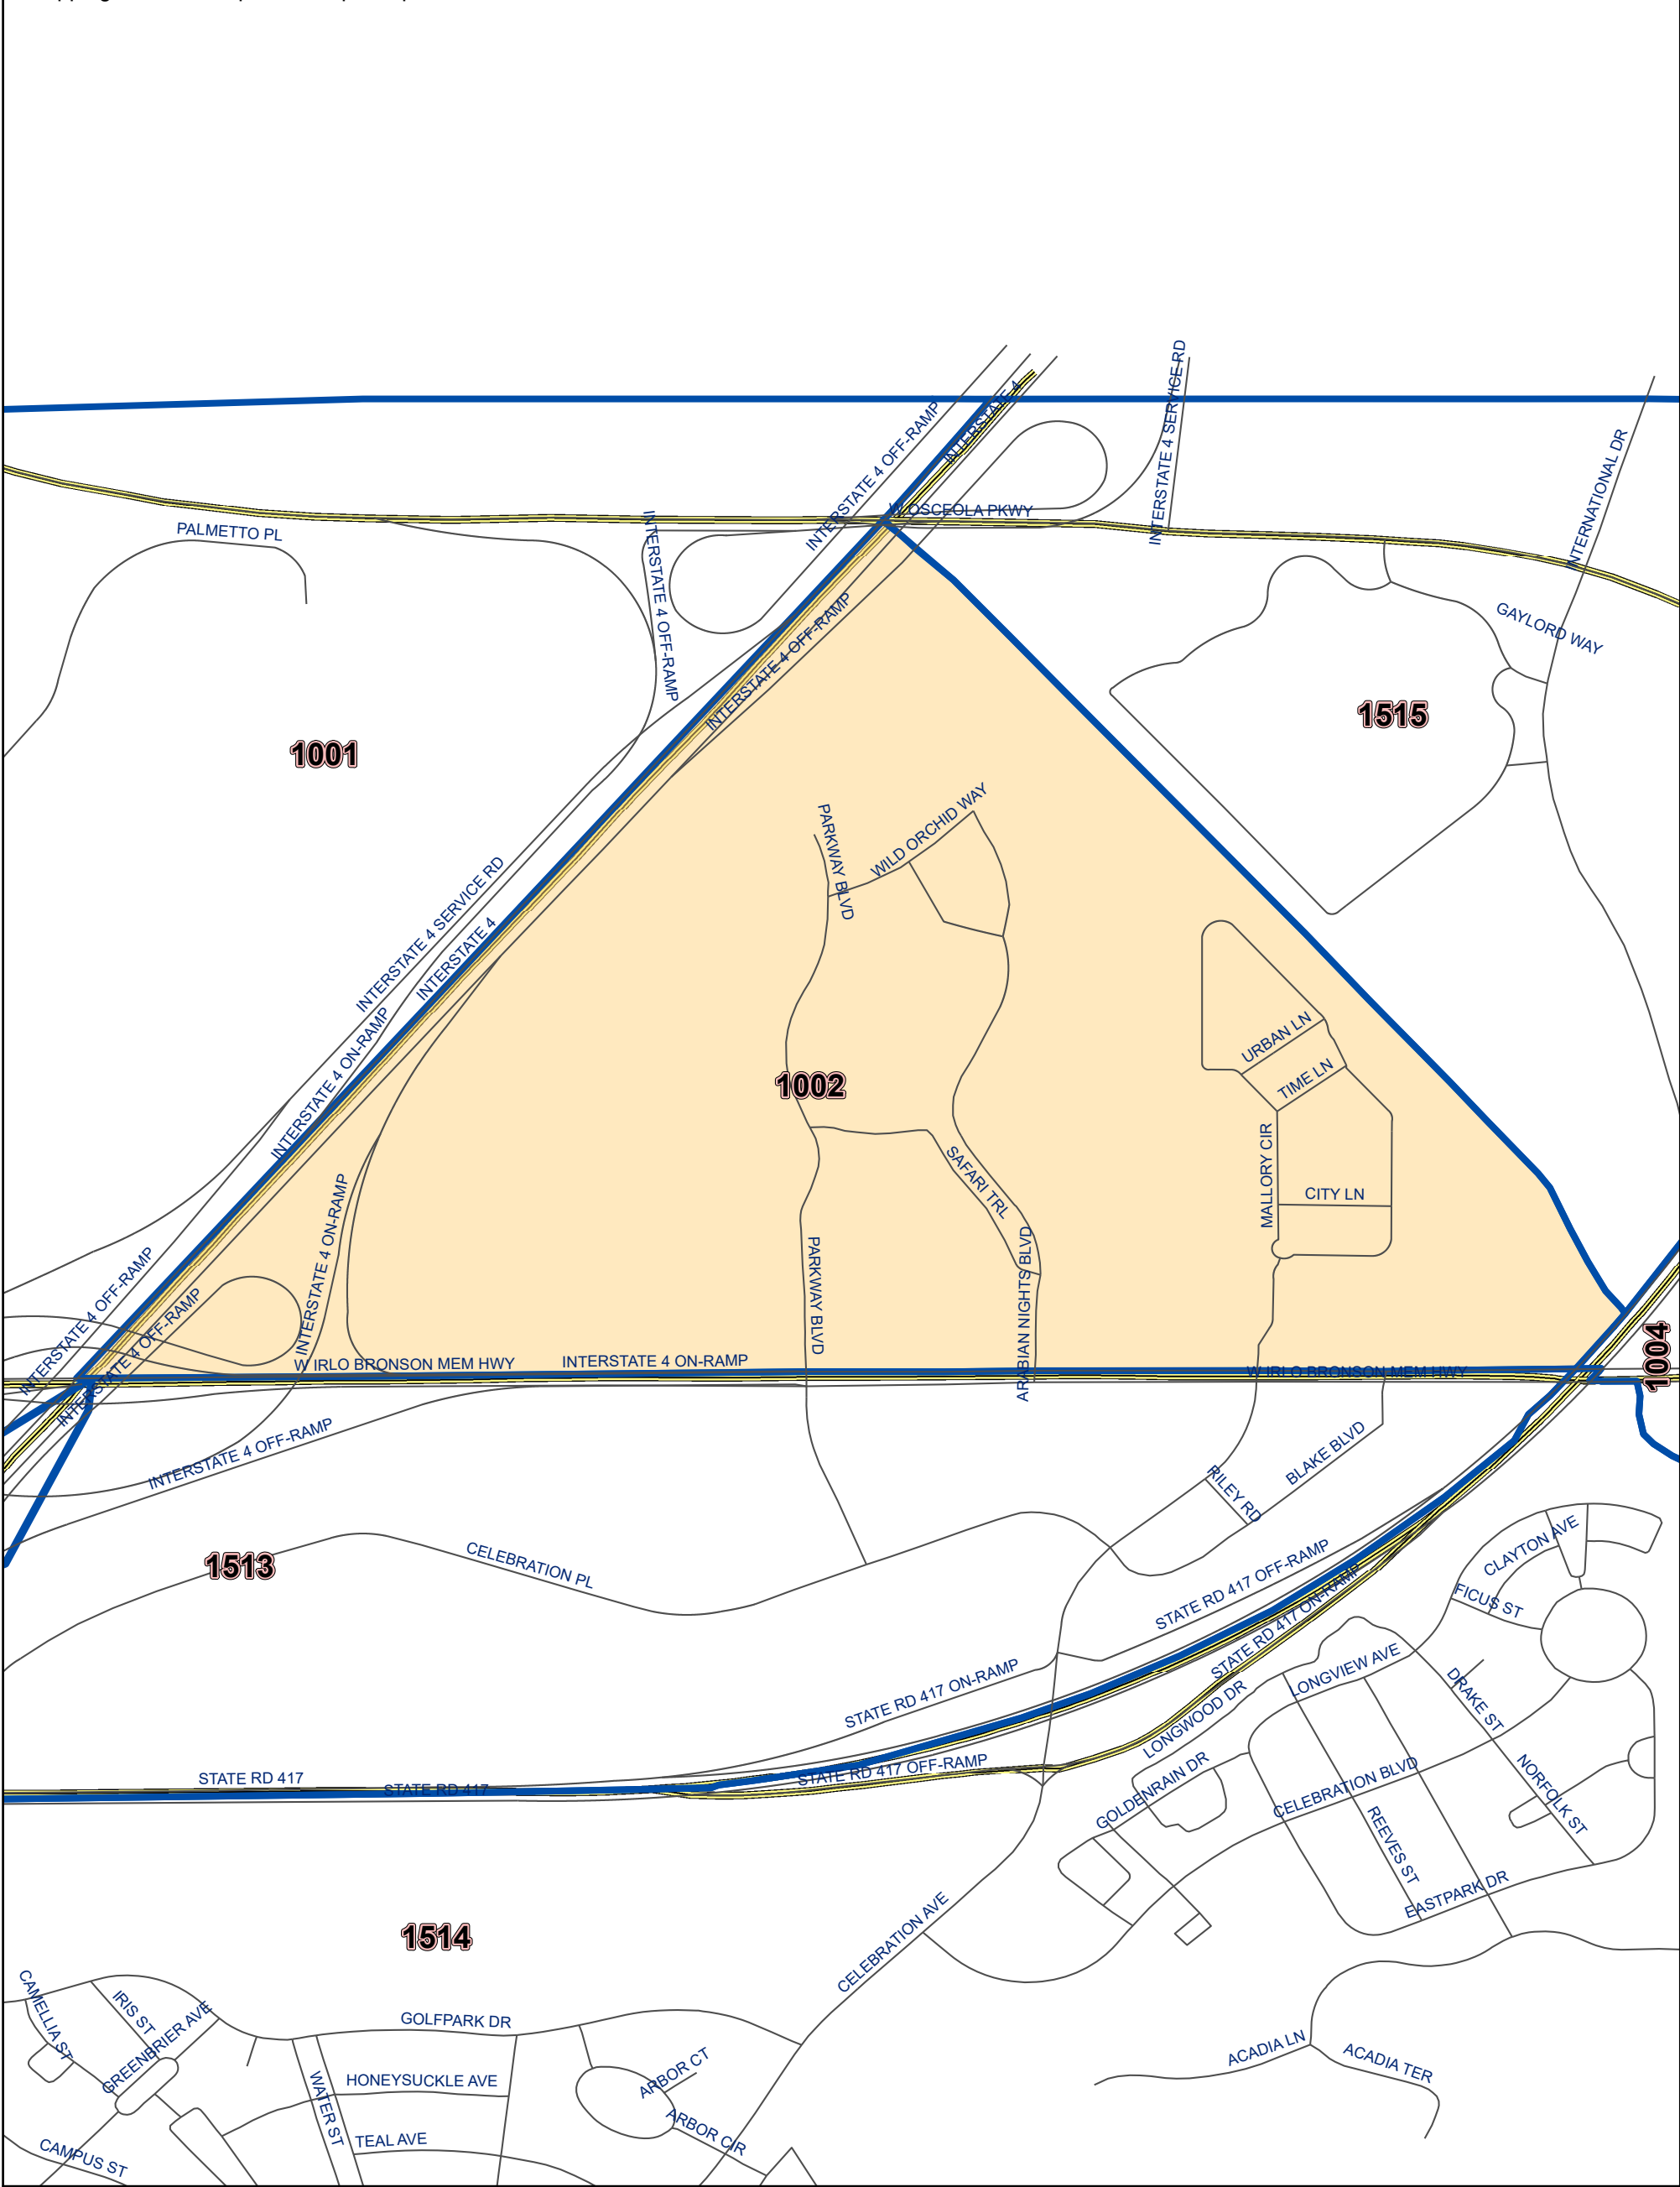 INTERSTATE 4 SERVICE RD
INTERSTATE 4
INTERSTATE 4 OFF-RAMP
INTERNATIONAL DR
W OSCEOLA PKWY
PALMETTO PL
INTERSTATE 4 OFF-RAMP
INTERSTATE 4 OFF-RAMP
GAYLORD WAY
1515
1001
PARKWAY BLVD
WILD ORCHID WAY
INTERSTATE 4 SERVICE RD
INTERSTATE 4
INTERSTATE 4 ON-RAMP
URBAN LN
TIME LN
1002
MALLORY CIR
SAFARI TRL
CITY LN
INTERSTATE 4 ON-RAMP
PARKWAY BLVD
ARABIAN NIGHTS BLVD
INTERSTATE 4 OFF-RAMP
INTERSTATE 4 OFF-RAMP
1004
W IRLO BRONSON MEM HWY
INTERSTATE 4 ON-RAMP
W IRLO BRONSON MEM HWY
INTERSTATE 4 OFF-RAMP
RILEY RD
BLAKE BLVD
1513
CELEBRATION PL
CLAYTON AVE
FICUS ST
STATE RD 417 OFF-RAMP
STATE RD 417 ON-RAMP
STATE RD 417 ON-RAMP
LONGVIEW AVE
DRAKE ST
LONGWOOD DR
STATE RD 417
STATE RD 417
STATE RD 417 OFF-RAMP
GOLDENRAIN DR
CELEBRATION BLVD
NORFOLK ST
REEVES ST
EASTPARK DR
1514
CELEBRATION AVE
CAMELLIA ST
IRIS ST
GREENBRIER AVE
GOLFPARK DR
ACADIA LN
ACADIA TER
HONEYSUCKLE AVE
WATER ST
ARBOR CT
ARBOR CIR
TEAL AVE
CAMPUS ST